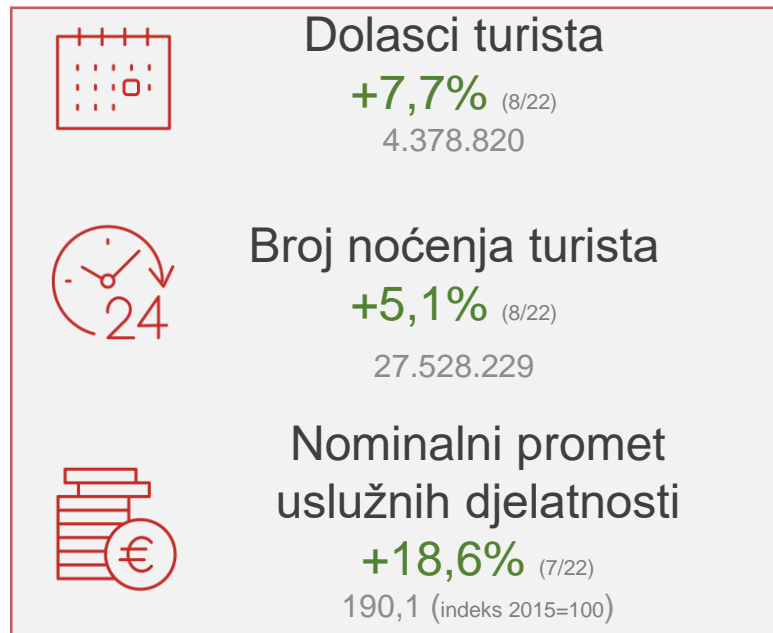 Dolasci turista
+7,7% (8/22)
4.378.820
Broj noćenja turista
+5,1% (8/22)
24
27.528.229
Nominalni promet
uslužnih djelatnosti
+18,6% (7/22)
€
190,1 (indeks 2015=100)